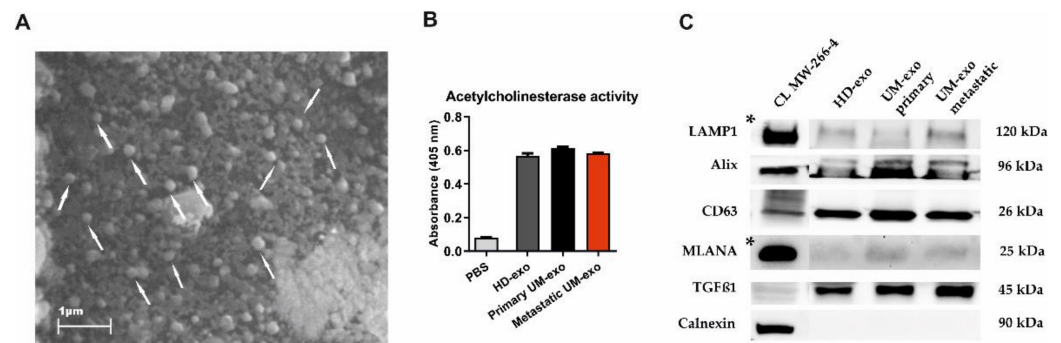 A
1µm
B
Acetylcholinesterase activity
Absorbance (405 nm)
0.8
0.6
0.4
0.2
0.0
PBS
HD-exo
Primary UM-exo
Metastatic UM-exo
C
CL MW-266-4
HD-exo
UM-exo
primary
UM-exo
metastatic
* LAMP1 120 kDa
Alix 96 kDa
CD63 26 kDa
* MLANA 25 kDa
TGFß1 45 kDa
Calnexin 90 kDa